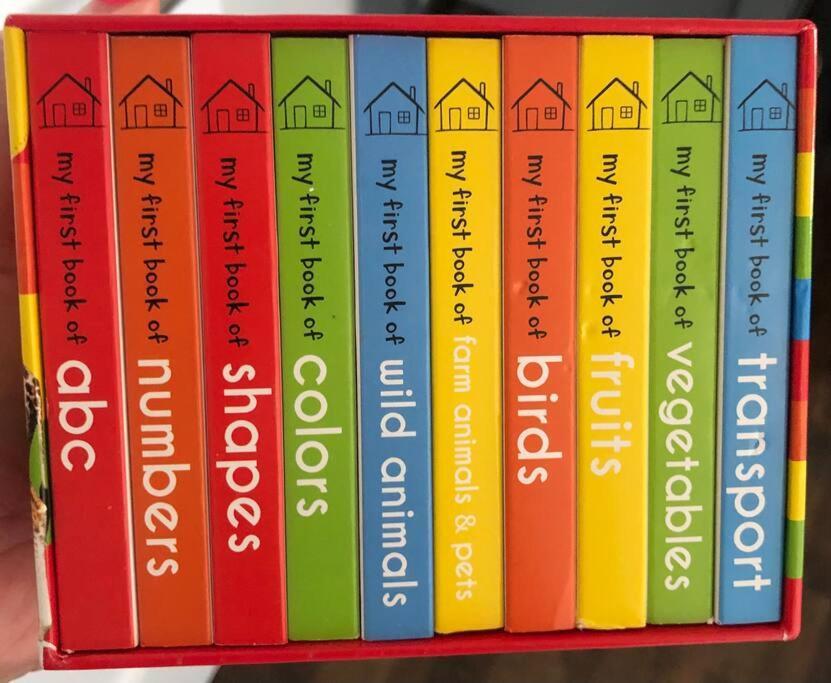 my first book of abc
my first book of numbers
my first book of shapes
my first book of colors
my first book of wild animals
my first book of farm animals & pets
my first book of birds
my first book of fruits
my first book of vegetables
my first book of transport